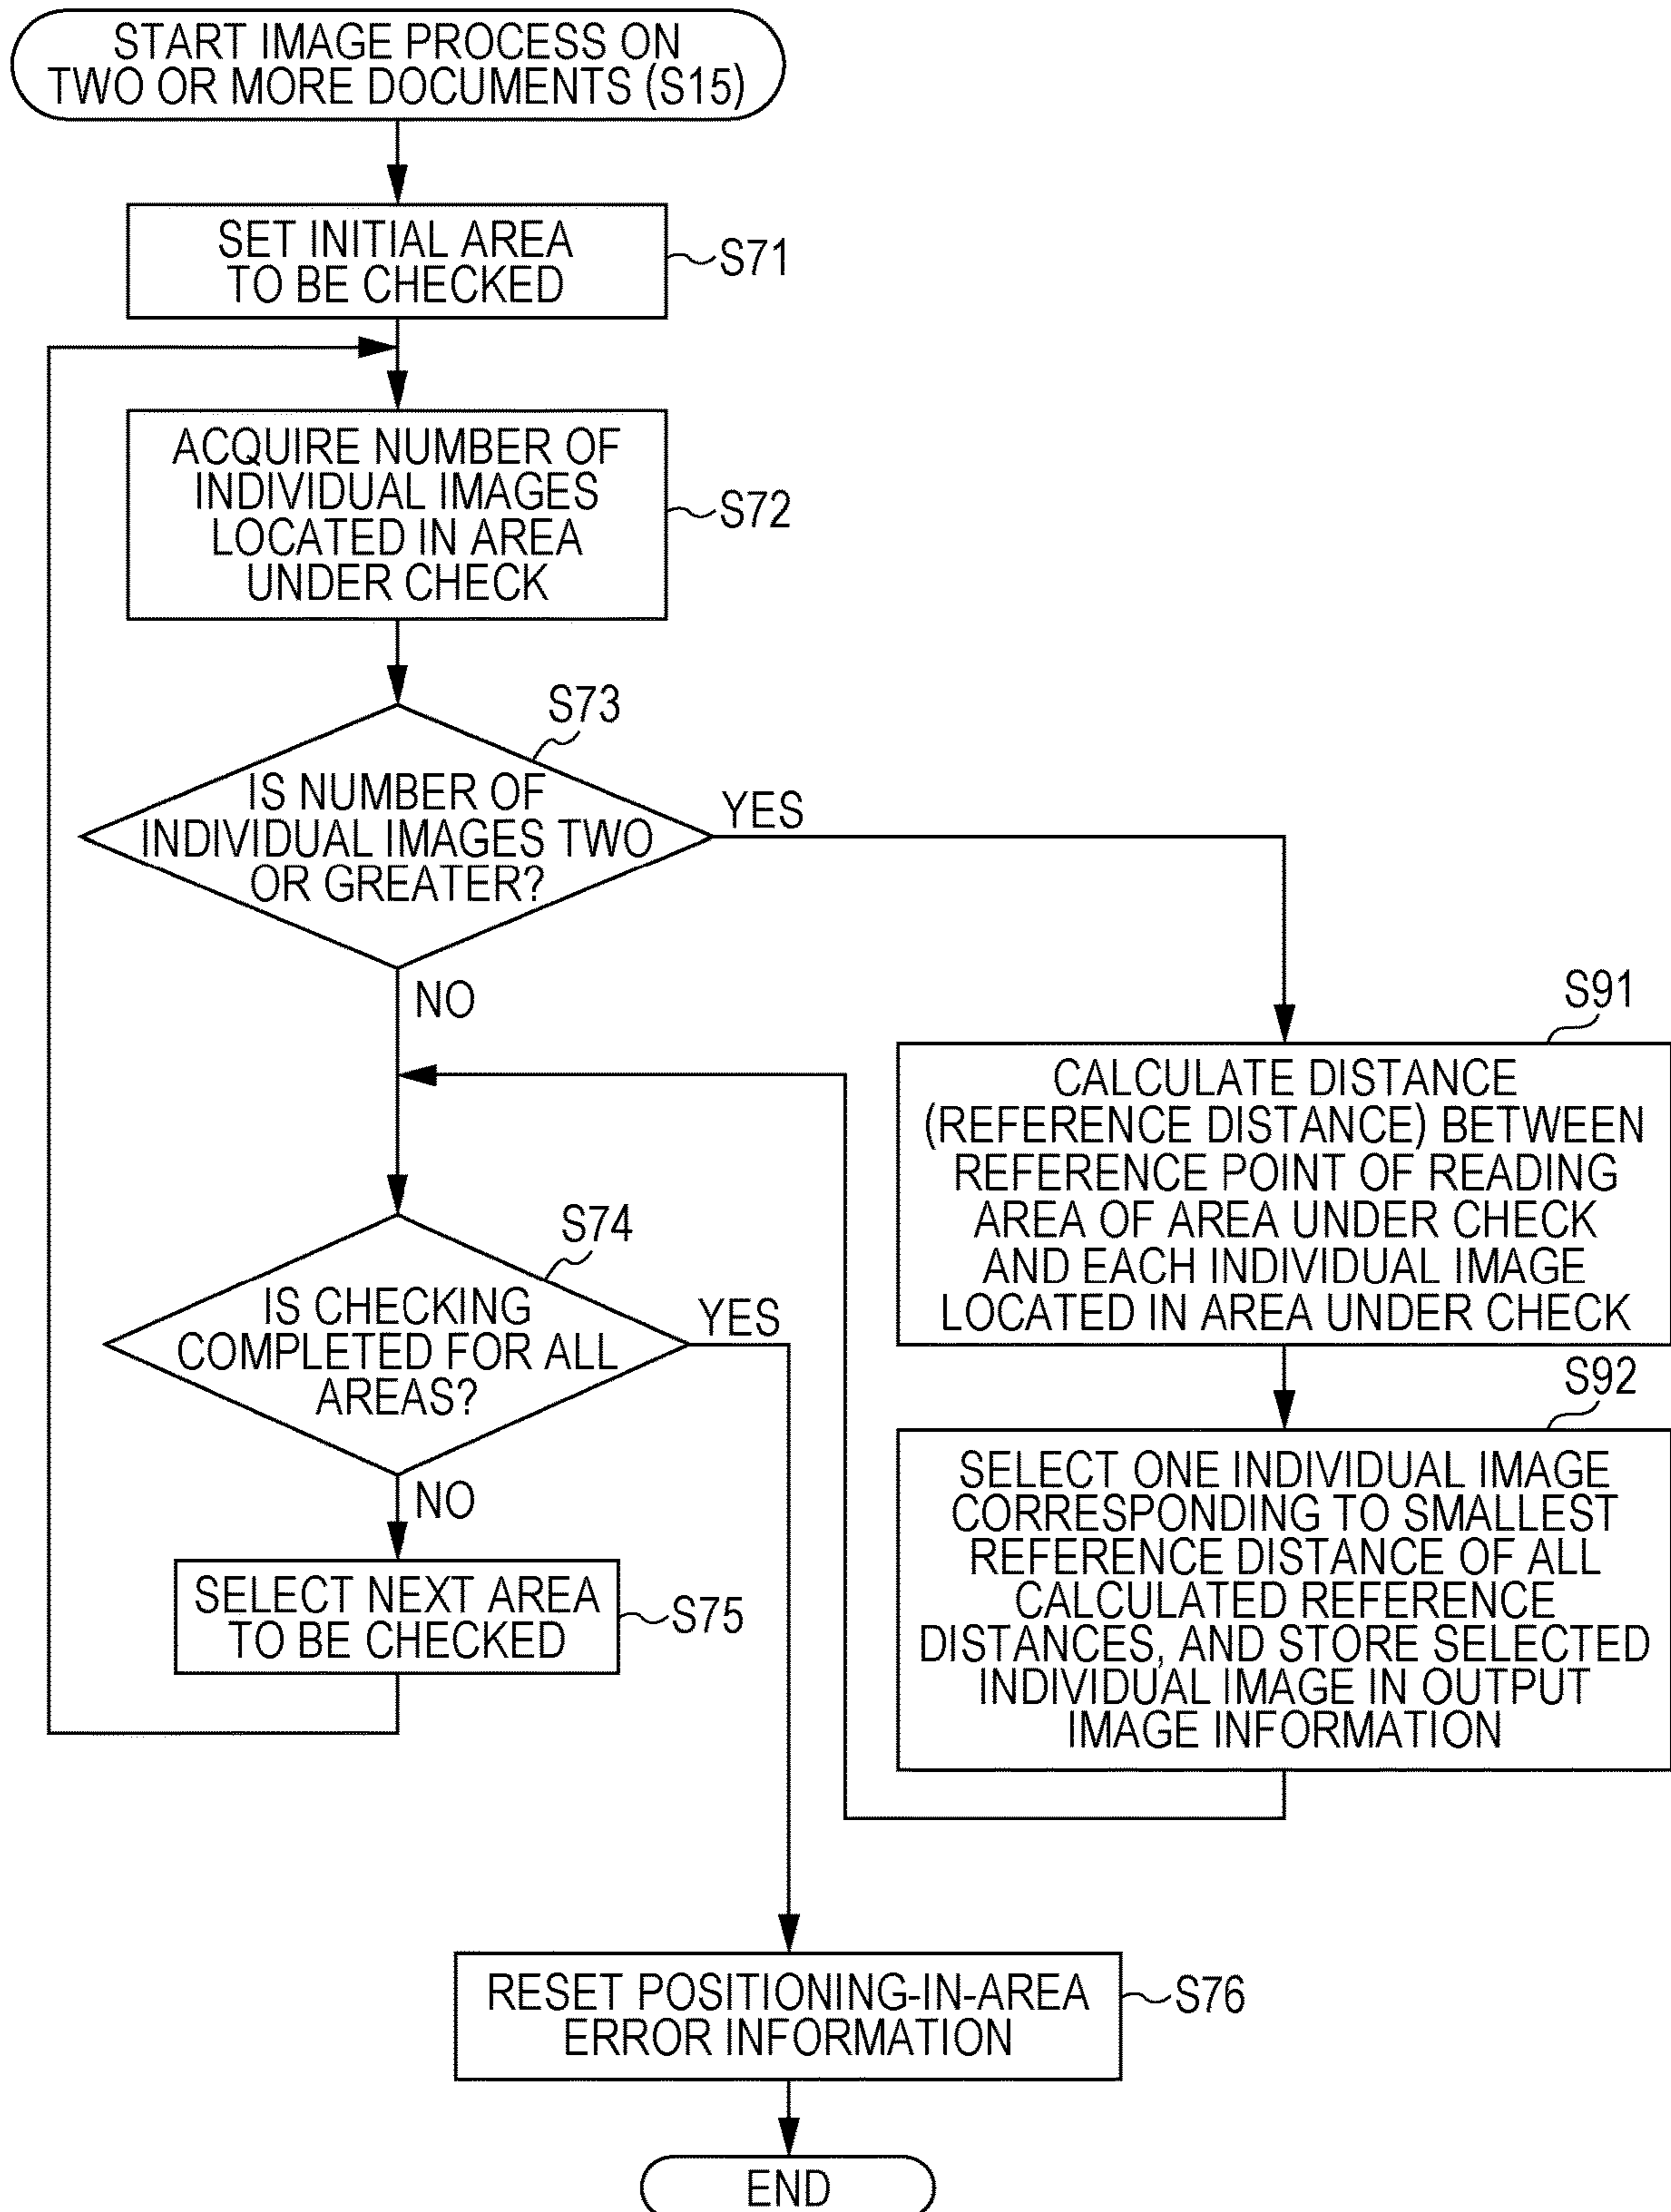 START IMAGE PROCESS ON
TWO OR MORE DOCUMENTS (S15)
SET INITIAL AREA
TO BE CHECKED
S71
ACQUIRE NUMBER OF
INDIVIDUAL IMAGES
LOCATED IN AREA
UNDER CHECK
S72
S73
IS NUMBER OF
INDIVIDUAL IMAGES TWO
OR GREATER?
YES
NO
S91
CALCULATE DISTANCE
(REFERENCE DISTANCE) BETWEEN
REFERENCE POINT OF READING
AREA OF AREA UNDER CHECK
AND EACH INDIVIDUAL IMAGE
LOCATED IN AREA UNDER CHECK
S74
IS CHECKING
COMPLETED FOR ALL
AREAS?
YES
NO
S92
SELECT ONE INDIVIDUAL IMAGE
CORRESPONDING TO SMALLEST
REFERENCE DISTANCE OF ALL
CALCULATED REFERENCE
DISTANCES, AND STORE SELECTED
INDIVIDUAL IMAGE IN OUTPUT
IMAGE INFORMATION
SELECT NEXT AREA
TO BE CHECKED
S75
RESET POSITIONING-IN-AREA
ERROR INFORMATION
S76
END